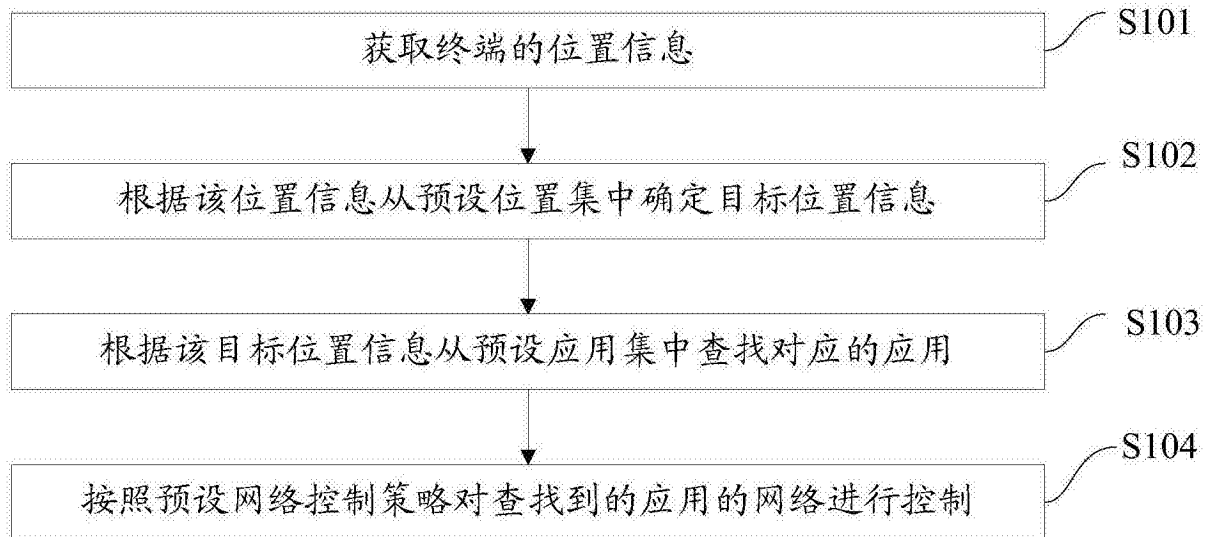 获取终端的位置信息
S101
根据该位置信息从预设位置集中确定目标位置信息
S102
根据该目标位置信息从预设应用集中查找对应的应用
S103
按照预设网络控制策略对查找到的应用的网络进行控制
S104